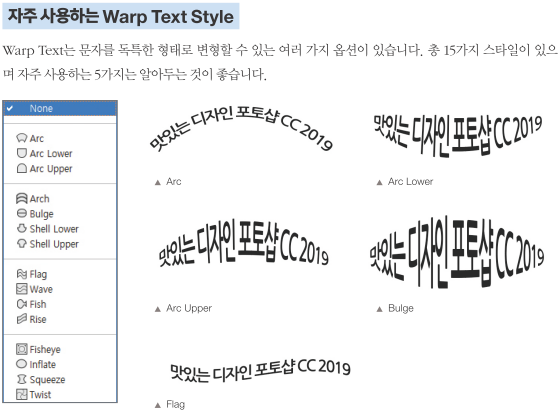 자주 사용하는 Warp Text Style
Warp Text는 문자를 독특한 형태로 변형할 수 있는 여러 가지 옵션이 있습니다. 총 15가지 스타일이 있으
며 자주 사용하는 5가지는 알아두는 것이 좋습니다.
✓ None
Arc
Arc Lower
Arc Upper
Arch
Bulge
Shell Lower
Shell Upper
Flag
Wave
Fish
Rise
Fisheye
Inflate
Squeeze
Twist
맛있는 디자인 포토샵 CC 2019
▲ Arc
맛있는 디자인 포토샵 CC 2019
▲ Arc Lower
맛있는 디자인 포토샵 CC 2019
▲ Arc Upper
맛있는 디자인 포토샵 CC 2019
▲ Bulge
맛있는 디자인 포토샵 CC 2019
▲ Flag